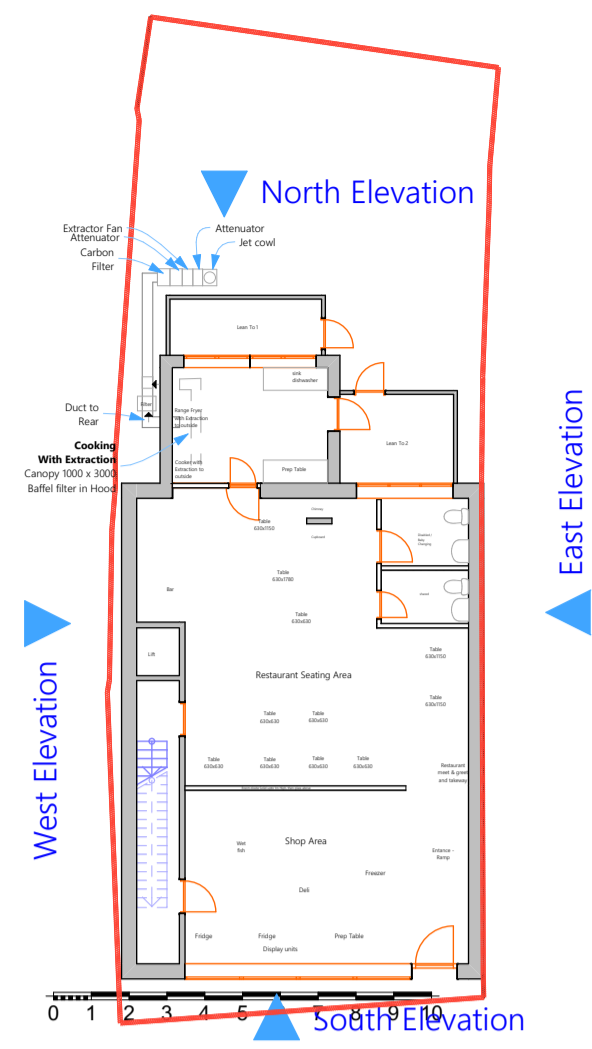 North Elevation
Extractor Fan
Attenuator
Attenuator
Jet cowl
Carbon
Filter
Lean To 1
sink
dishwasher
Filter
Duct to
Rear
Range Fryer
With Extraction
to outside
Cooking
With Extraction
Canopy 1000 x 3000
Baffel filter in Hood
Cooker with
Extraction to
outside
Prep Table
Lean To 2
East Elevation
Table
630x1150
Chimney
Cupboard
Table
630x1780
Bar
Table
630x630
Lift
Table
630x1150
Restaurant Seating Area
Table
630x1150
Table
630x630
Table
630x630
Table
630x630
Table
630x630
Table
630x630
Table
630x630
Restaurant
meet & greet
and takeway
West Elevation
Wet
fish
Shop Area
Entrance -
Ramp
Freezer
Deli
Fridge
Fridge
Prep Table
Display units
0 1 2 3 4 5 6 7 8 9 10
South Elevation